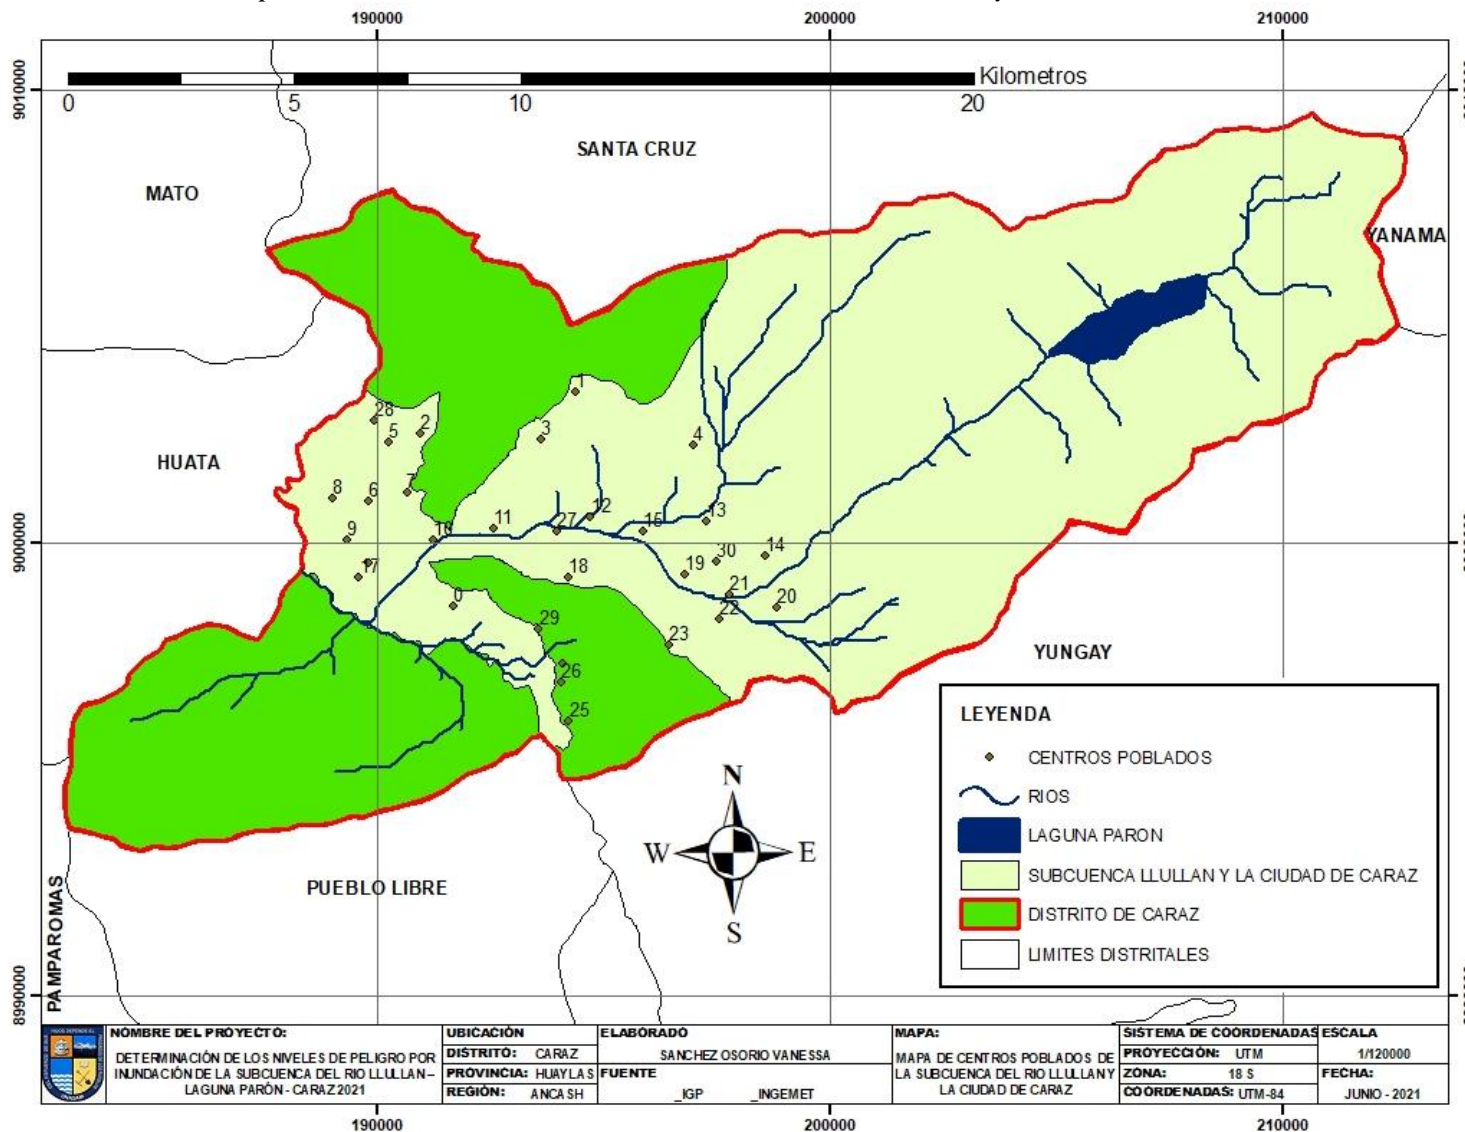 190000
200000
210000
9010000
Kilometros
0
5
10
20
SANTA CRUZ
MATO
YANAMA
1
28
2
5
3
4
HUATA
8
6
7
9
10
11
27
12
15
13
9000000
17
18
19
30
14
0
21
20
22
29
23
26
25
YUNGAY
LEYENDA
CENTROS POBLADOS
RIOS
LAGUNA PARON
SUBCUENCA LLULLAN Y LA CIUDAD DE CARAZ
DISTRITO DE CARAZ
LIMITES DISTRITALES
N
W
E
S
PUEBLO LIBRE
PAMPAROMAS
8990000
NOMBRE DEL PROYECTO:
DETERMINACIÓN DE LOS NIVELES DE PELIGRO POR
INUNDACIÓN DE LA SUBCUENCA DEL RIO LLULLAN –
LAGUNA PARÓN - CARAZ 2021
UBICACIÓN
DISTRITO: CARAZ
PROVINCIA: HUAYLAS
REGIÓN: ANCASH
ELABORADO
SANCHEZ OSORIO VANESSA
FUENTE
_IGP _INGEMET
MAPA:
MAPA DE CENTROS POBLADOS DE
LA SUBCUENCA DEL RIO LLULLAN Y
LA CIUDAD DE CARAZ
SISTEMA DE COORDENADAS
PROYECCIÓN: UTM
ZONA: 18 S
COORDENADAS: UTM-84
ESCALA
1/120000
FECHA:
JUNIO - 2021
190000
200000
210000